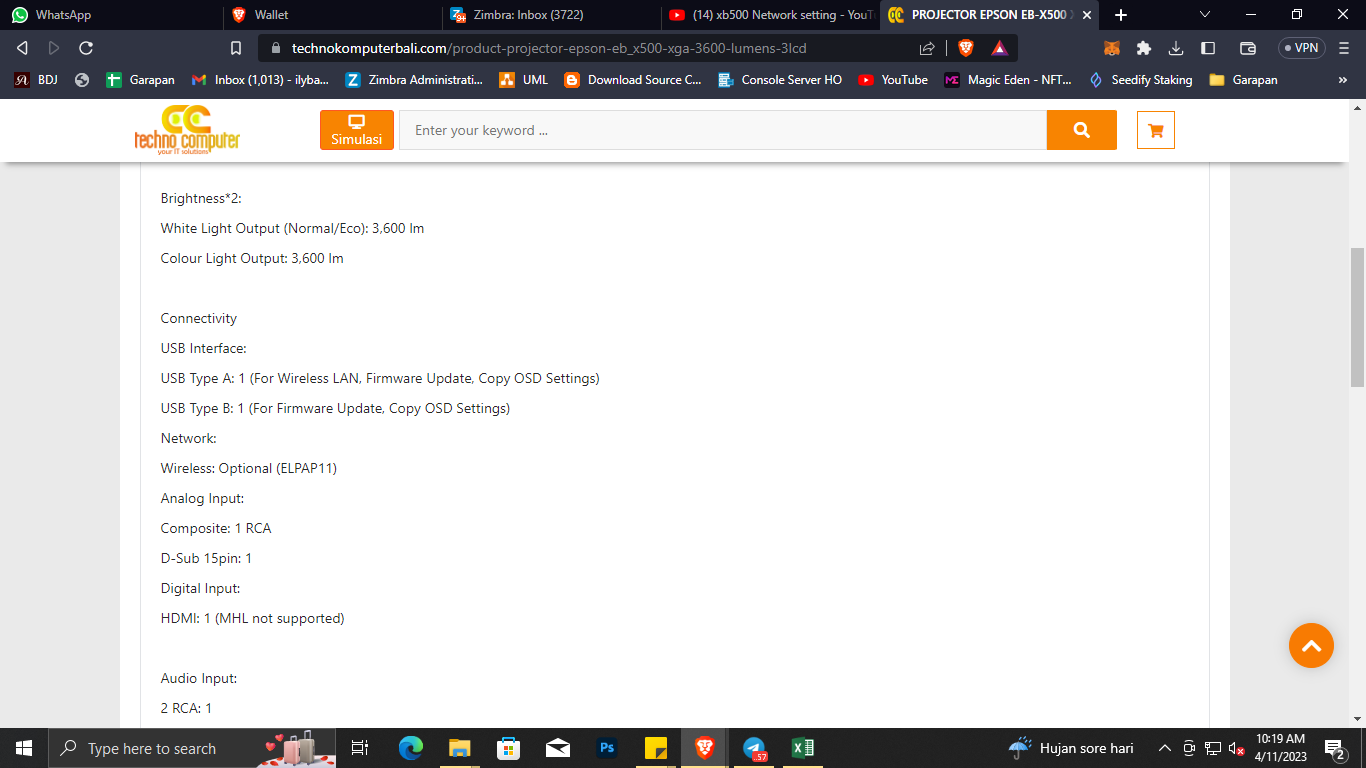 WhatsApp
Wallet
Zimbra: Inbox (3722)
(14) xb500 Network setting - YouT
PROJECTOR EPSON EB-X500
technokomputerbali.com/product-projector-epson-eb_x500-xga-3600-lumens-3lcd
VPN
BDJ
Garapan
Inbox (1,013) - ilyba...
Zimbra Administrati...
UML
Download Source C...
Console Server HO
YouTube
Magic Eden - NFT...
Seedify Staking
Garapan
»
techno computer
your IT solutions
Simulasi
Enter your keyword ...
Brightness*2:
White Light Output (Normal/Eco): 3,600 lm
Colour Light Output: 3,600 lm
Connectivity
USB Interface:
USB Type A: 1 (For Wireless LAN, Firmware Update, Copy OSD Settings)
USB Type B: 1 (For Firmware Update, Copy OSD Settings)
Network:
Wireless: Optional (ELPAP11)
Analog Input:
Composite: 1 RCA
D-Sub 15pin: 1
Digital Input:
HDMI: 1 (MHL not supported)
Audio Input:
2 RCA: 1
Type here to search
Ps
.57
Hujan sore hari
10:19 AM
4/11/2023
2